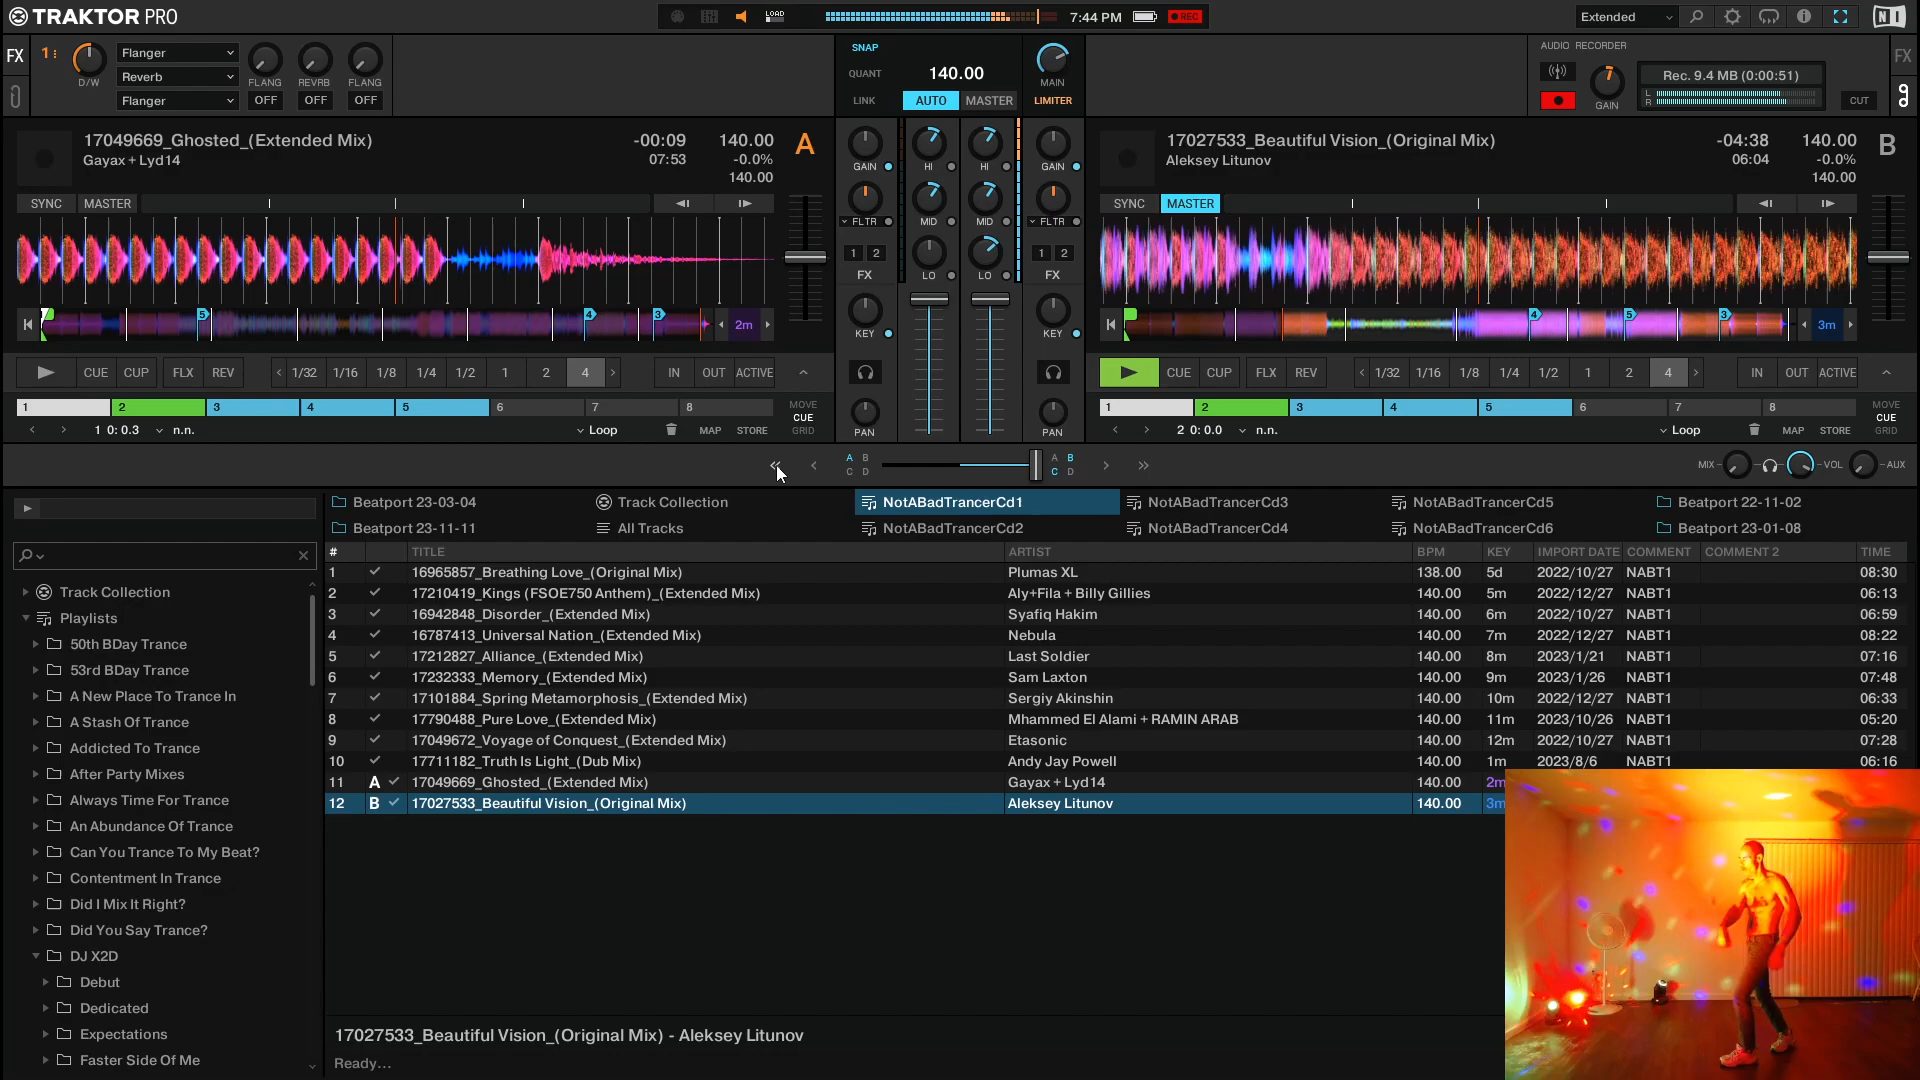 TRAKTOR PRO
LOAD
7:44 PM
REC
Extended
FX
1
D/W
Flanger
Reverb
Flanger
FLANG
REVRB
FLANG
OFF
OFF
OFF
SNAP
QUANT
140.00
LINK
AUTO
MASTER
MAIN
LIMITER
AUDIO RECORDER
GAIN
Rec. 9.4 MB (0:00:51)
L
R
CUT
FX
17049669_Ghosted_(Extended Mix)
Gayax + Lyd14
-00:09
07:53
140.00
-0.0%
140.00
A
SYNC
MASTER
5
4
3
2m
CUE
CUP
FLX
REV
1/32
1/16
1/8
1/4
1/2
1
2
4
IN
OUT
ACTIVE
1
2
3
4
5
6
7
8
MOVE
CUE
GRID
1 0: 0.3
n.n.
Loop
MAP
STORE
GAIN
HI
HI
GAIN
FLTR
MID
MID
FLTR
1 2
FX
LO
LO
1 2
FX
KEY
KEY
PAN
PAN
17027533_Beautiful Vision_(Original Mix)
Aleksey Litunov
-04:38
06:04
140.00
-0.0%
140.00
B
SYNC
MASTER
4
5
3
3m
CUE
CUP
FLX
REV
1/32
1/16
1/8
1/4
1/2
1
2
4
IN
OUT
ACTIVE
1
2
3
4
5
6
7
8
MOVE
CUE
GRID
2 0: 0.0
n.n.
Loop
MAP
STORE
A B
C D
A B
C D
MIX
VOL
AUX
Beatport 23-03-04
Track Collection
NotABadTrancerCd1
NotABadTrancerCd3
NotABadTrancerCd5
Beatport 22-11-02
Beatport 23-11-11
All Tracks
NotABadTrancerCd2
NotABadTrancerCd4
NotABadTrancerCd6
Beatport 23-01-08
Track Collection
Playlists
50th BDay Trance
53rd BDay Trance
A New Place To Trance In
A Stash Of Trance
Addicted To Trance
After Party Mixes
Always Time For Trance
An Abundance Of Trance
Can You Trance To My Beat?
Contentment In Trance
Did I Mix It Right?
Did You Say Trance?
DJ X2D
Debut
Dedicated
Expectations
Faster Side Of Me
# TITLE ARTIST BPM KEY IMPORT DATE COMMENT COMMENT 2 TIME
1 16965857_Breathing Love_(Original Mix) Plumas XL 138.00 5d 2022/10/27 NABT1 08:30
2 17210419_Kings (FSOE750 Anthem)_(Extended Mix) Aly+Fila + Billy Gillies 140.00 5m 2022/12/27 NABT1 06:13
3 16942848_Disorder_(Extended Mix) Syafiq Hakim 140.00 6m 2022/10/27 NABT1 06:59
4 16787413_Universal Nation_(Extended Mix) Nebula 140.00 7m 2022/12/27 NABT1 08:22
5 17212827_Alliance_(Extended Mix) Last Soldier 140.00 8m 2023/1/21 NABT1 07:16
6 17232333_Memory_(Extended Mix) Sam Laxton 140.00 9m 2023/1/26 NABT1 07:48
7 17101884_Spring Metamorphosis_(Extended Mix) Sergiy Akinshin 140.00 10m 2022/12/27 NABT1 06:33
8 17790488_Pure Love_(Extended Mix) Mhammed El Alami + RAMIN ARAB 140.00 11m 2023/10/26 NABT1 05:20
9 17049672_Voyage of Conquest_(Extended Mix) Etasonic 140.00 12m 2022/10/27 NABT1 07:28
10 17711182_Truth Is Light_(Dub Mix) Andy Jay Powell 140.00 1m 2023/8/6 NABT1 06:16
11 A 17049669_Ghosted_(Extended Mix) Gayax + Lyd14 140.00 2m
12 B 17027533_Beautiful Vision_(Original Mix) Aleksey Litunov 140.00 3m
17027533_Beautiful Vision_(Original Mix) - Aleksey Litunov
Ready...